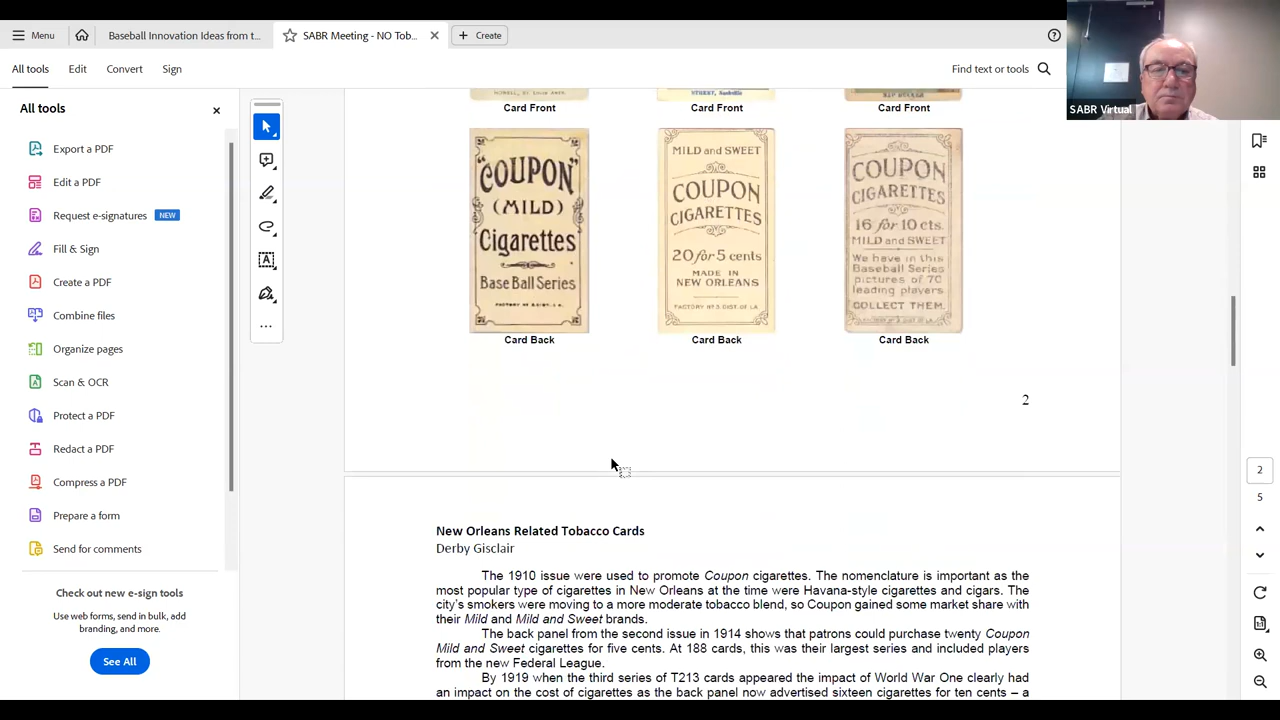 Menu
Baseball Innovation Ideas from t...
SABR Meeting - NO Tob...
Create
All tools
Edit
Convert
Sign
Find text or tools
SABR Virtual
All tools
Export a PDF
Edit a PDF
Request e-signatures NEW
Fill & Sign
Create a PDF
Combine files
Organize pages
Scan & OCR
Protect a PDF
Redact a PDF
Compress a PDF
Prepare a form
Send for comments
Check out new e-sign tools
Use web forms, send in bulk, add
branding, and more.
See All
Card Front
Card Front
Card Front
"COUPON"
(MILD)
Cigarettes
Base Ball Series
Card Back
MILD and SWEET
COUPON
CIGARETTES
20 for 5 cents
MADE IN
NEW ORLEANS
FACTORY Nº 3. DIST. OF LA.
Card Back
COUPON
CIGARETTES
16 for 10 cts.
MILD AND SWEET
We have in this
Baseball Series
pictures of 70
leading players
COLLECT THEM.
Card Back
2
New Orleans Related Tobacco Cards
Derby Gisclair
The 1910 issue were used to promote Coupon cigarettes. The nomenclature is important as the
most popular type of cigarettes in New Orleans at the time were Havana-style cigarettes and cigars. The
city's smokers were moving to a more moderate tobacco blend, so Coupon gained some market share with
their Mild and Mild and Sweet brands.
The back panel from the second issue in 1914 shows that patrons could purchase twenty Coupon
Mild and Sweet cigarettes for five cents. At 188 cards, this was their largest series and included players
from the new Federal League.
By 1919 when the third series of T213 cards appeared the impact of World War One clearly had
an impact on the cost of cigarettes as the back panel now advertised sixteen cigarettes for ten cents – a
2
5